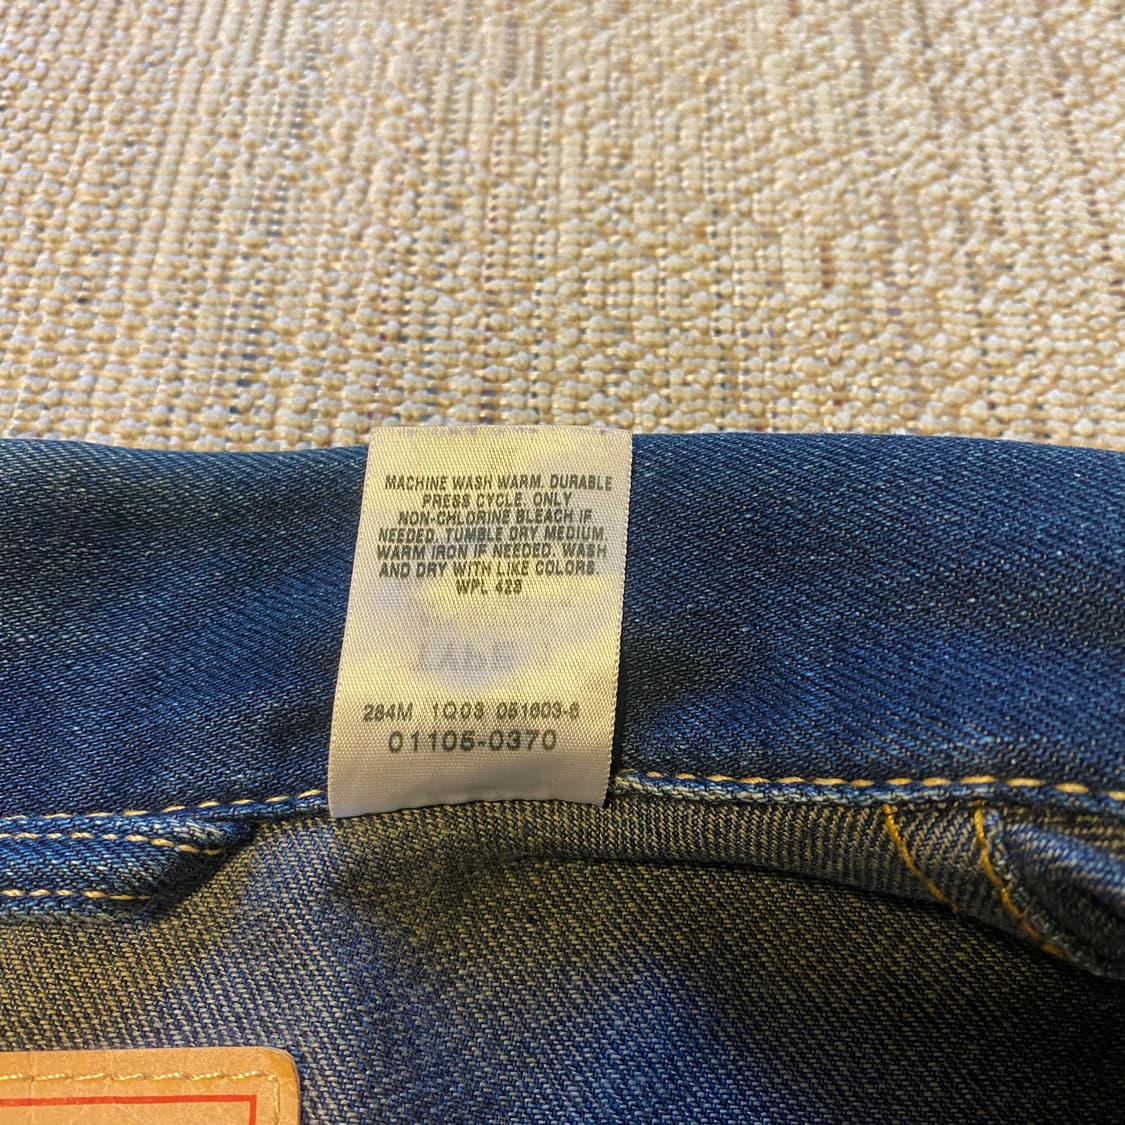 MACHINE WASH WARM. DURABLE
PRESS CYCLE. ONLY
NON-CHLORINE BLEACH IF
NEEDED. TUMBLE DRY MEDIUM
WARM IRON IF NEEDED. WASH
AND DRY WITH LIKE COLORS
WPL 423
284M 1Q03 081603-6
01105-0370